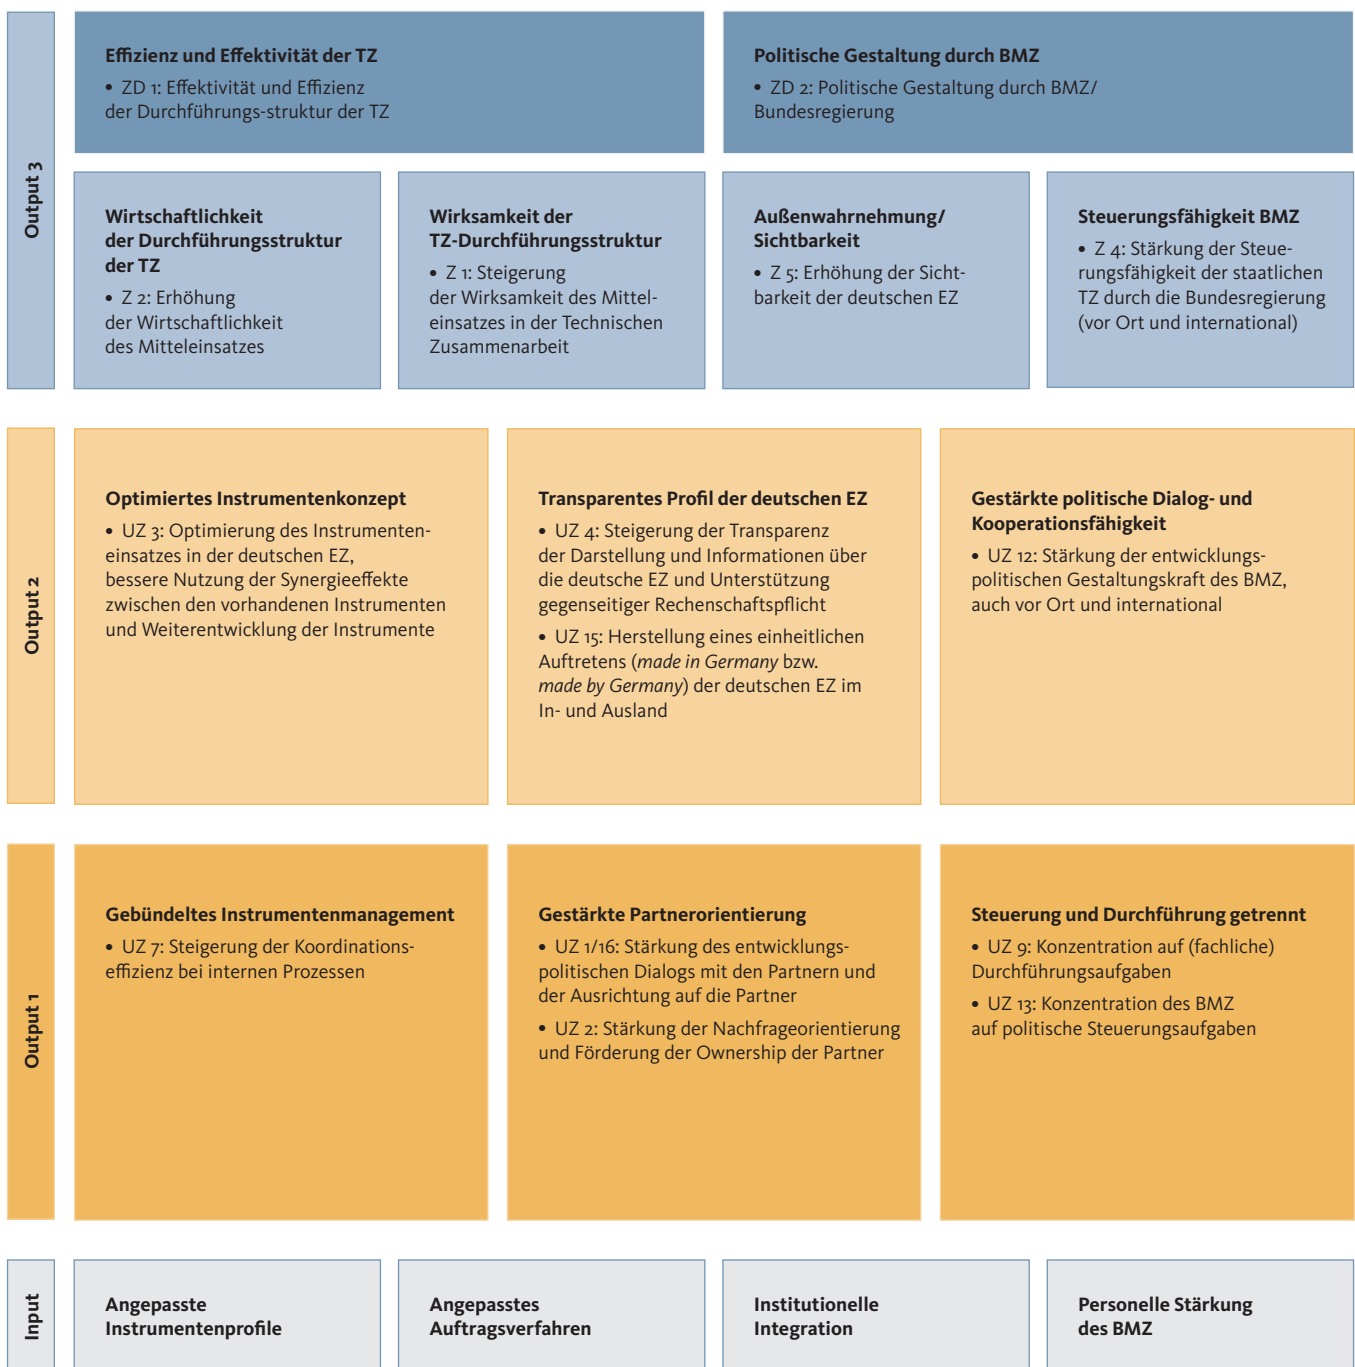 Output 3
Effizienz und Effektivität der TZ
• ZD 1: Effektivität und Effizienz
der Durchführungs-struktur der TZ
Politische Gestaltung durch BMZ
• ZD 2: Politische Gestaltung durch BMZ/
Bundesregierung
Wirtschaftlichkeit
der Durchführungsstruktur
der TZ
• Z 2: Erhöhung
der Wirtschaftlichkeit
des Mitteleinsatzes
Wirksamkeit der
TZ-Durchführungsstruktur
• Z 1: Steigerung
der Wirksamkeit des Mittel-
einsatzes in der Technischen
Zusammenarbeit
Außenwahrnehmung/
Sichtbarkeit
• Z 5: Erhöhung der Sicht-
barkeit der deutschen EZ
Steuerungsfähigkeit BMZ
• Z 4: Stärkung der Steue-
rungsfähigkeit der staatlichen
TZ durch die Bundesregierung
(vor Ort und international)
Output 2
Optimiertes Instrumentenkonzept
• UZ 3: Optimierung des Instrumenten-
einsatzes in der deutschen EZ,
bessere Nutzung der Synergieeffekte
zwischen den vorhandenen Instrumenten
und Weiterentwicklung der Instrumente
Transparentes Profil der deutschen EZ
• UZ 4: Steigerung der Transparenz
der Darstellung und Informationen über
die deutsche EZ und Unterstützung
gegenseitiger Rechenschaftspflicht
• UZ 15: Herstellung eines einheitlichen
Auftretens (made in Germany bzw.
made by Germany) der deutschen EZ im
In- und Ausland
Gestärkte politische Dialog- und
Kooperationsfähigkeit
• UZ 12: Stärkung der entwicklungs-
politischen Gestaltungskraft des BMZ,
auch vor Ort und international
Output 1
Gebündeltes Instrumentenmanagement
• UZ 7: Steigerung der Koordinations-
effizienz bei internen Prozessen
Gestärkte Partnerorientierung
• UZ 1/16: Stärkung des entwicklungs-
politischen Dialogs mit den Partnern und
der Ausrichtung auf die Partner
• UZ 2: Stärkung der Nachfrageorientierung
und Förderung der Ownership der Partner
Steuerung und Durchführung getrennt
• UZ 9: Konzentration auf (fachliche)
Durchführungsaufgaben
• UZ 13: Konzentration des BMZ
auf politische Steuerungsaufgaben
Input
Angepasste
Instrumentenprofile
Angepasstes
Auftragsverfahren
Institutionelle
Integration
Personelle Stärkung
des BMZ